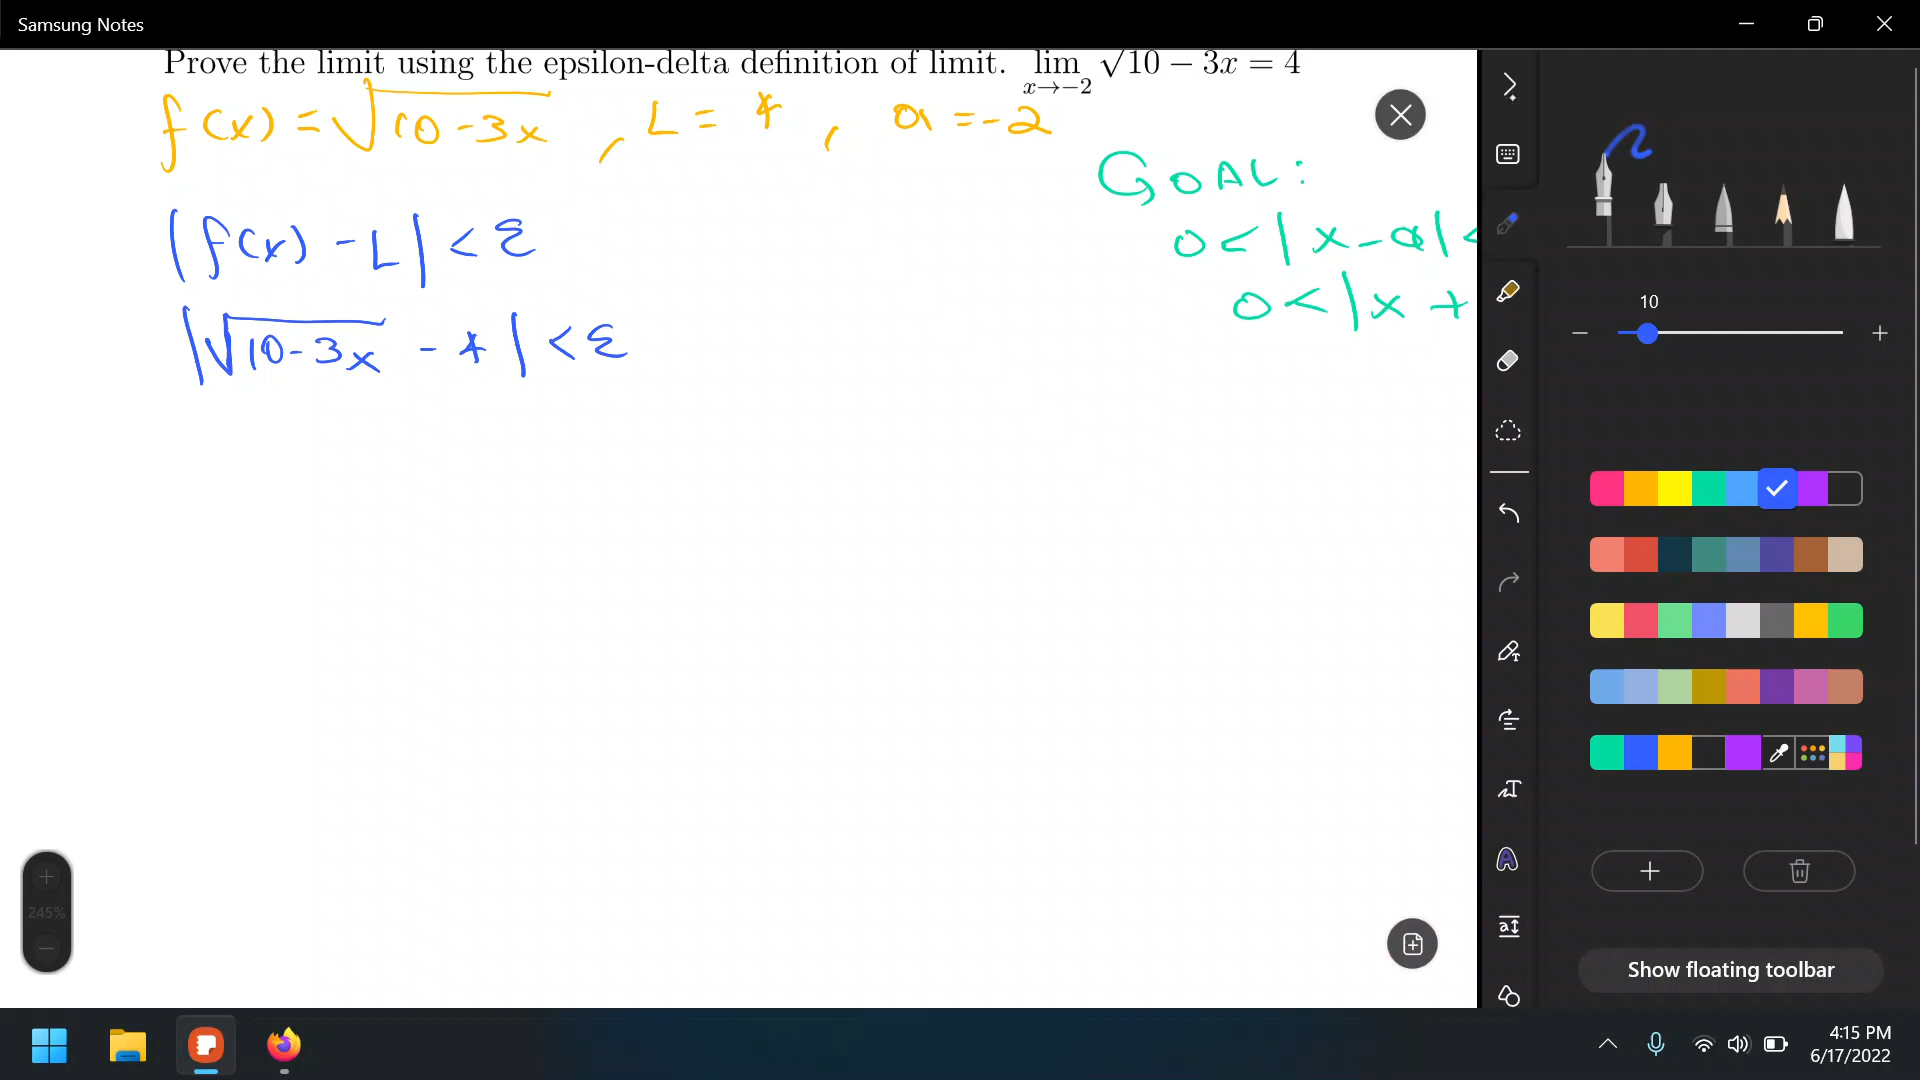 Samsung Notes
Prove the limit using the epsilon-delta definition of limit. lim x→−2 √10 − 3x = 4
f(x) = √10-3x , L = 4 , a = -2
GOAL:
|f(x) - L| < ε
0 < |x - a| <
0 < |x +
|√10-3x - 4| < ε
10
245%
Show floating toolbar
4:15 PM
6/17/2022